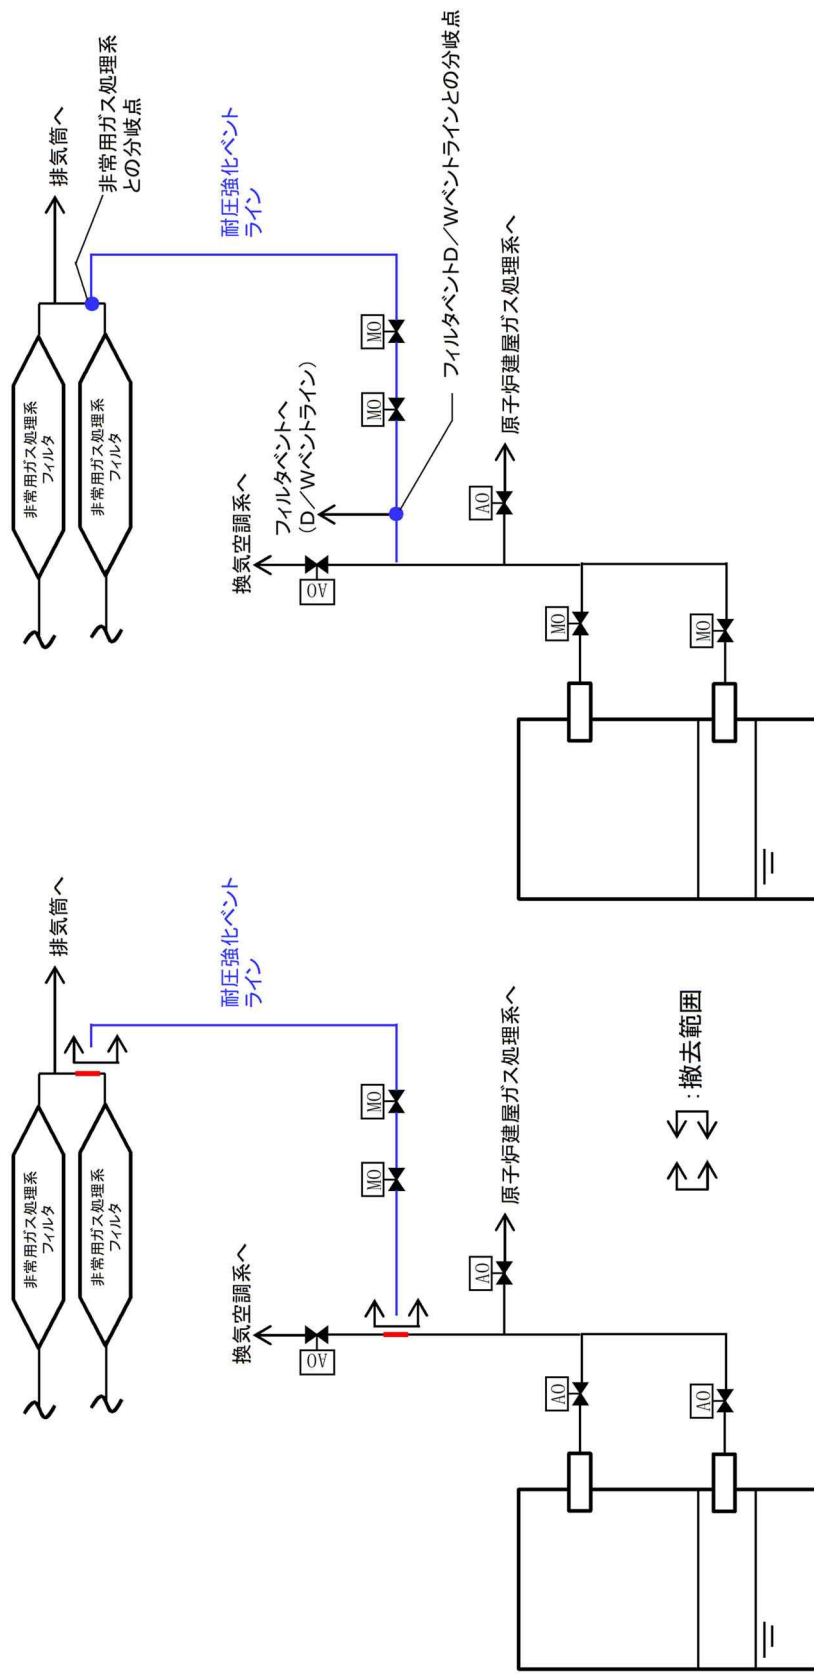 非常用ガス処理系
フィルタ
非常用ガス処理系
フィルタ
排気筒へ
耐圧強化ベント
ライン
換気空調系へ
AO
MO
MO
AO
原子炉建屋ガス処理系へ
AO
AO
:撤去範囲
非常用ガス処理系
フィルタ
非常用ガス処理系
フィルタ
排気筒へ
非常用ガス処理系
との分岐点
耐圧強化ベント
ライン
換気空調系へ
フィルタベントへ
(D/Wベントライン)
AO
MO
MO
フィルタベントD/Wベントラインとの分岐点
AO
原子炉建屋ガス処理系へ
MO
MO